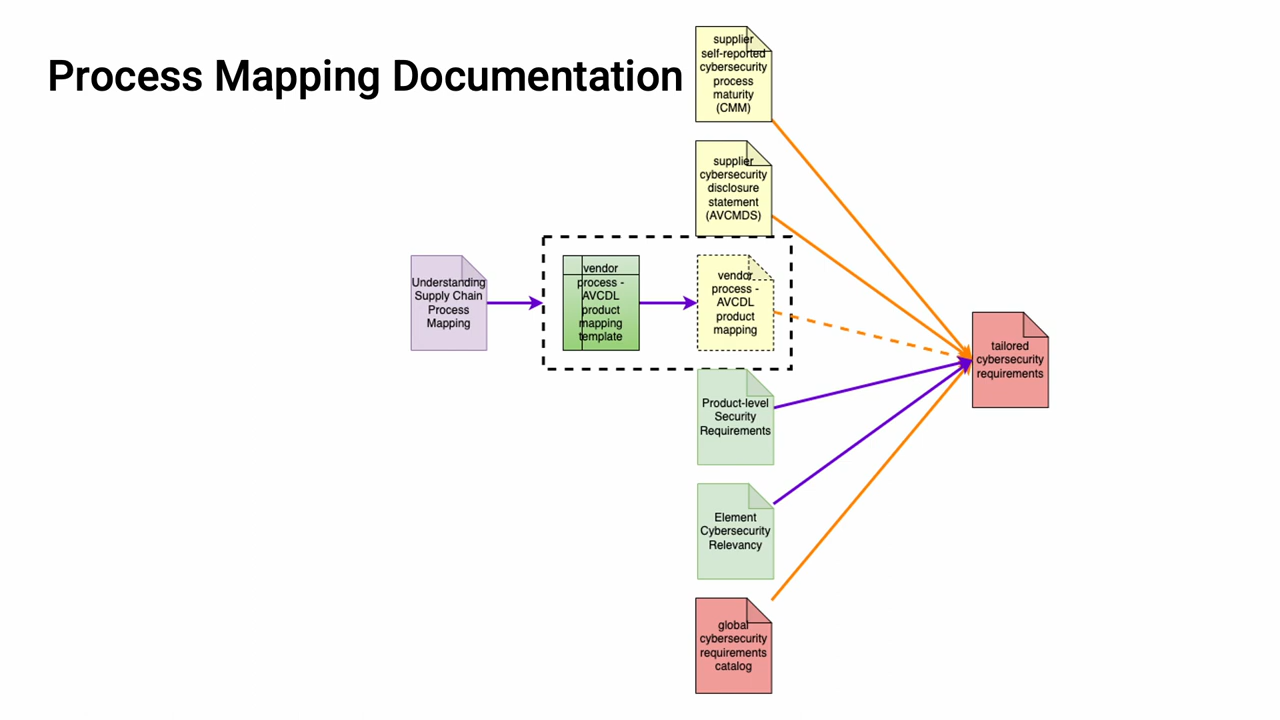 Process Mapping Documentation
supplier
self-reported
cybersecurity
process
maturity
(CMM)
supplier
cybersecurity
disclosure
statement
(AVCMDS)
Understanding
Supply Chain
Process
Mapping
vendor
process -
AVCDL
product
mapping
template
vendor
process -
AVCDL
product
mapping
tailored
cybersecurity
requirements
Product-level
Security
Requirements
Element
Cybersecurity
Relevancy
global
cybersecurity
requirements
catalog